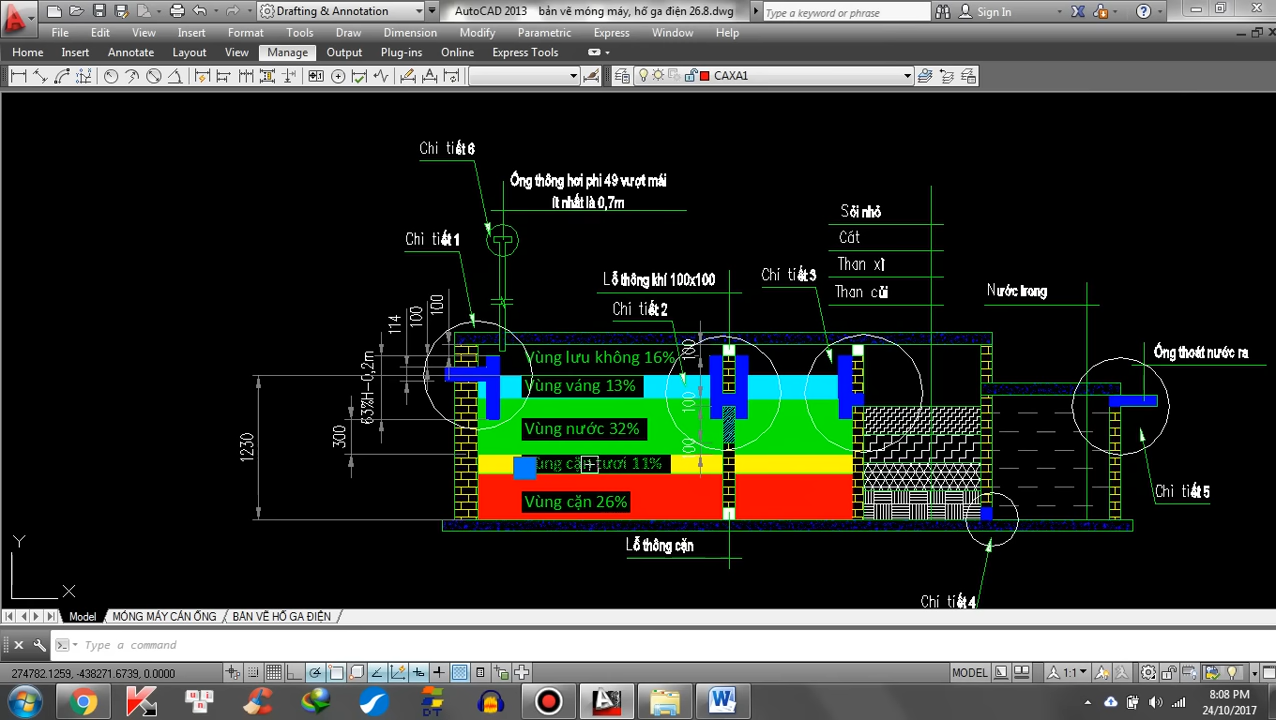 Drafting & Annotation
AutoCAD 2013 bản vẽ móng máy, hố ga điện 26.8.dwg
Type a keyword or phrase
Sign In
File Edit View Insert Format Tools Draw Dimension Modify Parametric Express Window Help
Home Insert Annotate Layout View Manage Output Plug-ins Online Express Tools
CAXA1
Chi tiết 6
Ống thông hơi phi 49 vượt mái
ít nhất là 0,7m
Chi tiết 1
Sỏi nhỏ
Cát
Than xỉ
Than củi
Lỗ thông khí 100x100
Chi tiết 2
Chi tiết 3
Nước trong
Ống thoát nước ra
114
100
100
63%H-0,2m
300
1230
100
100
100
Vùng lưu không 16%
Vùng váng 13%
Vùng nước 32%
Vùng cặn tươi 11%
Vùng cặn 26%
Lỗ thông cặn
Chi tiết 5
Chi tiết 4
Y
X
Model MÓNG MÁY CÁN ỐNG BẢN VẼ HỐ GA ĐIỆN
Type a command
274782.1259, -438271.6739, 0.0000
MODEL
1:1
8:08 PM
24/10/2017